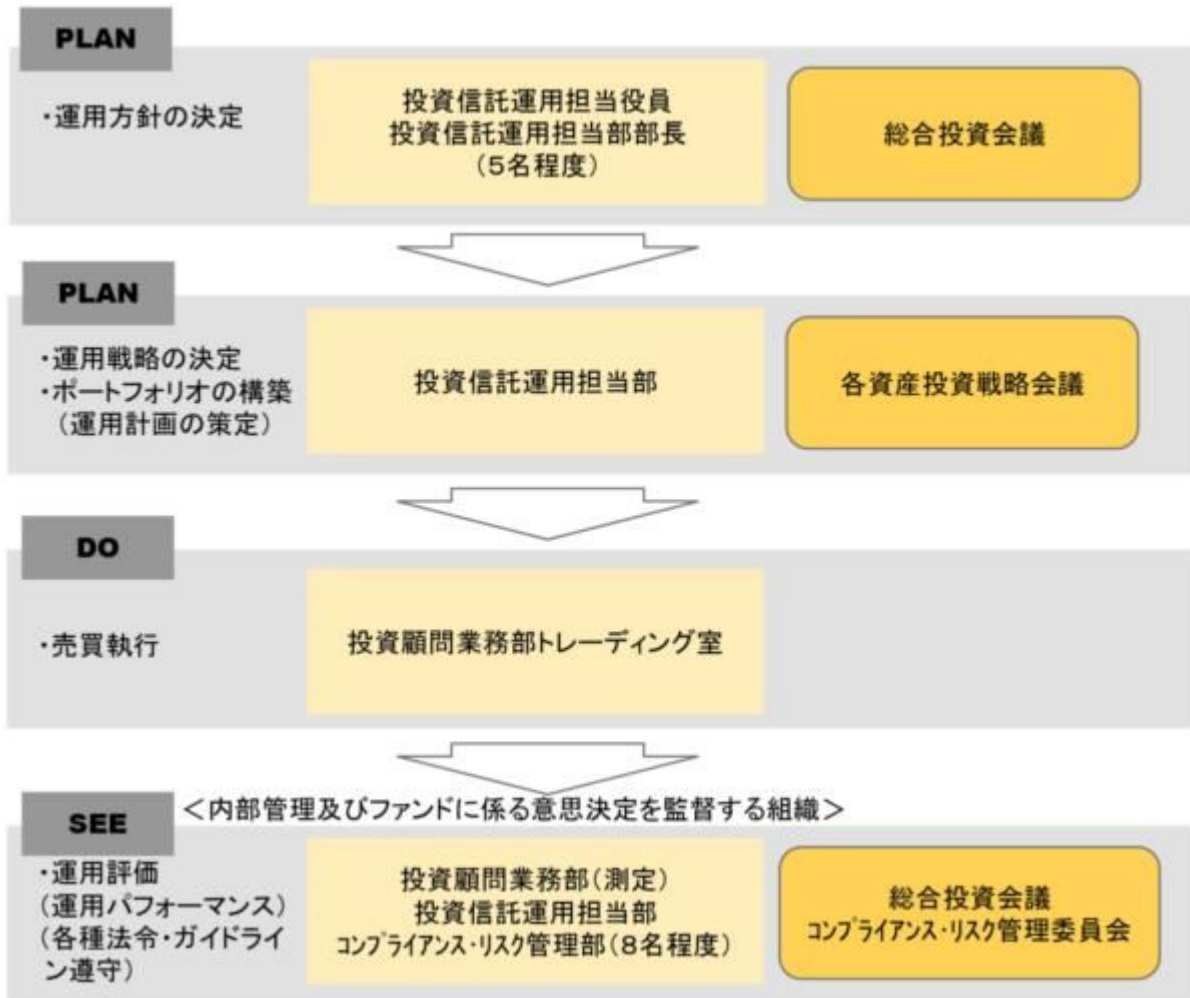 PLAN
・運用方針の決定
投資信託運用担当役員
投資信託運用担当部部長
(5名程度)
総合投資会議
PLAN
・運用戦略の決定
・ポートフォリオの構築
(運用計画の策定)
投資信託運用担当部
各資産投資戦略会議
DO
・売買執行
投資顧問業務部トレーディング室
<内部管理及びファンドに係る意思決定を監督する組織>
SEE
・運用評価
(運用パフォーマンス)
(各種法令・ガイドライ
ン遵守)
投資顧問業務部(測定)
投資信託運用担当部
コンプライアンス・リスク管理部(8名程度)
総合投資会議
コンプライアンス・リスク管理委員会